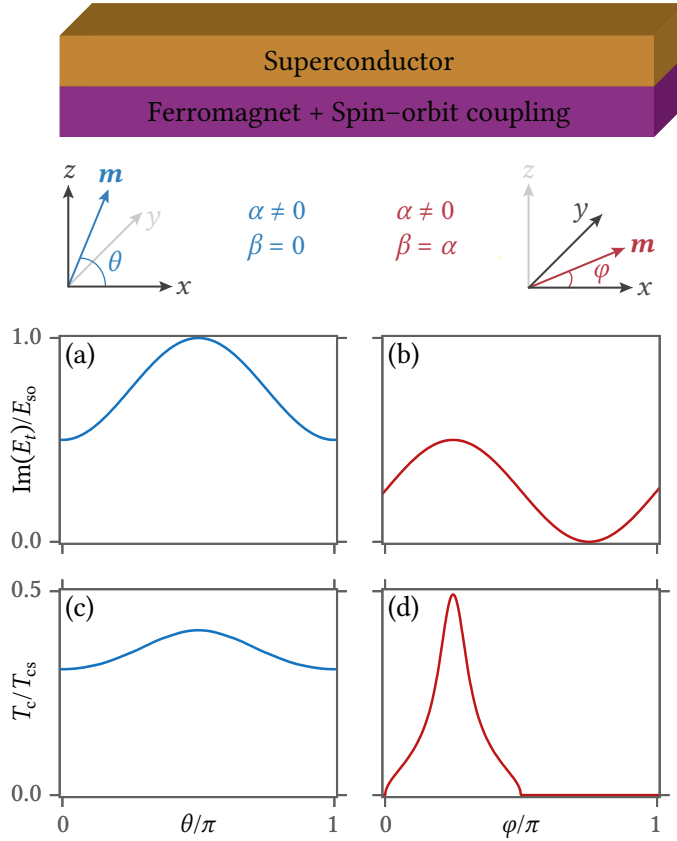 Superconductor
Ferromagnet + Spin–orbit coupling
z m y θ x
α ≠ 0
β = 0
α ≠ 0
β = α
z y m φ x
(a) (b)
1.0
Im(E_t)/E_so
0.0
(c) (d)
0.5
T_c/T_cs
0.0
0 θ/π 1 0 φ/π 1